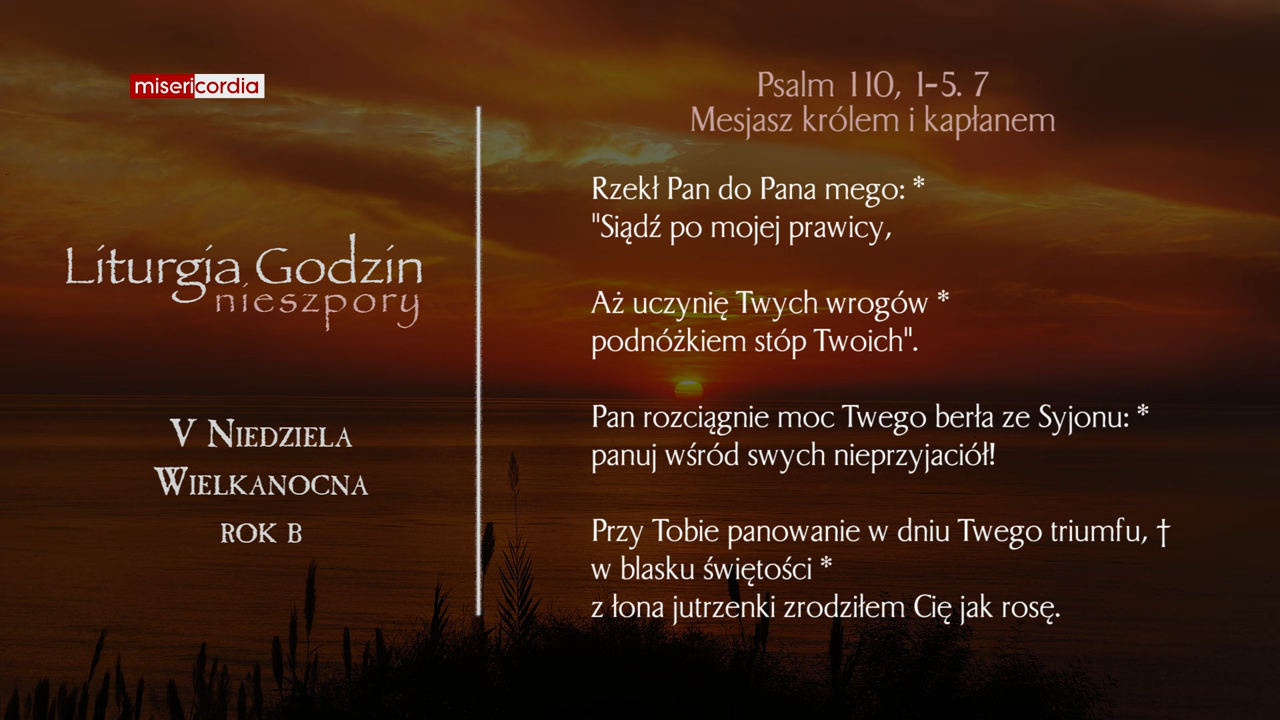 misericordia
Liturgia Godzin
nieszpory
V Niedziela
Wielkanocna
rok B
Psalm 110, 1-5. 7
Mesjasz królem i kapłanem
Rzekł Pan do Pana mego: *
"Siądź po mojej prawicy,
Aż uczynię Twych wrogów *
podnóżkiem stóp Twoich".
Pan rozciągnie moc Twego berła ze Syjonu: *
panuj wśród swych nieprzyjaciół!
Przy Tobie panowanie w dniu Twego triumfu, †
w blasku świętości *
z łona jutrzenki zrodziłem Cię jak rosę.